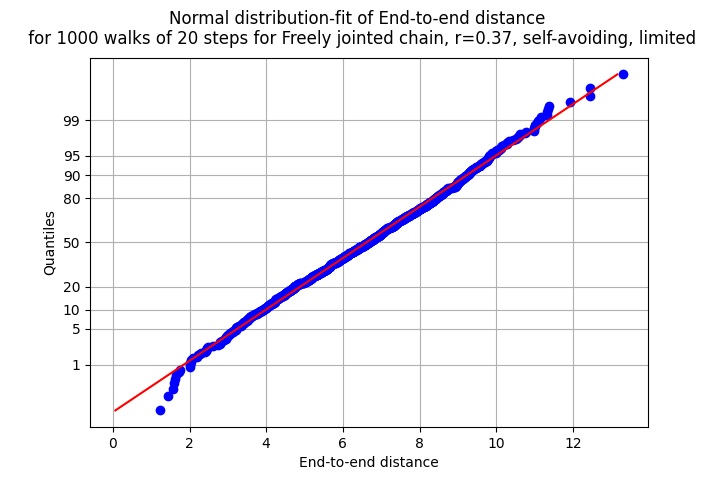 Normal distribution-fit of End-to-end distance
for 1000 walks of 20 steps for Freely jointed chain, r=0.37, self-avoiding, limited
99
95
90
80
50
20
10
5
1
Quantiles
0 2 4 6 8 10 12
End-to-end distance